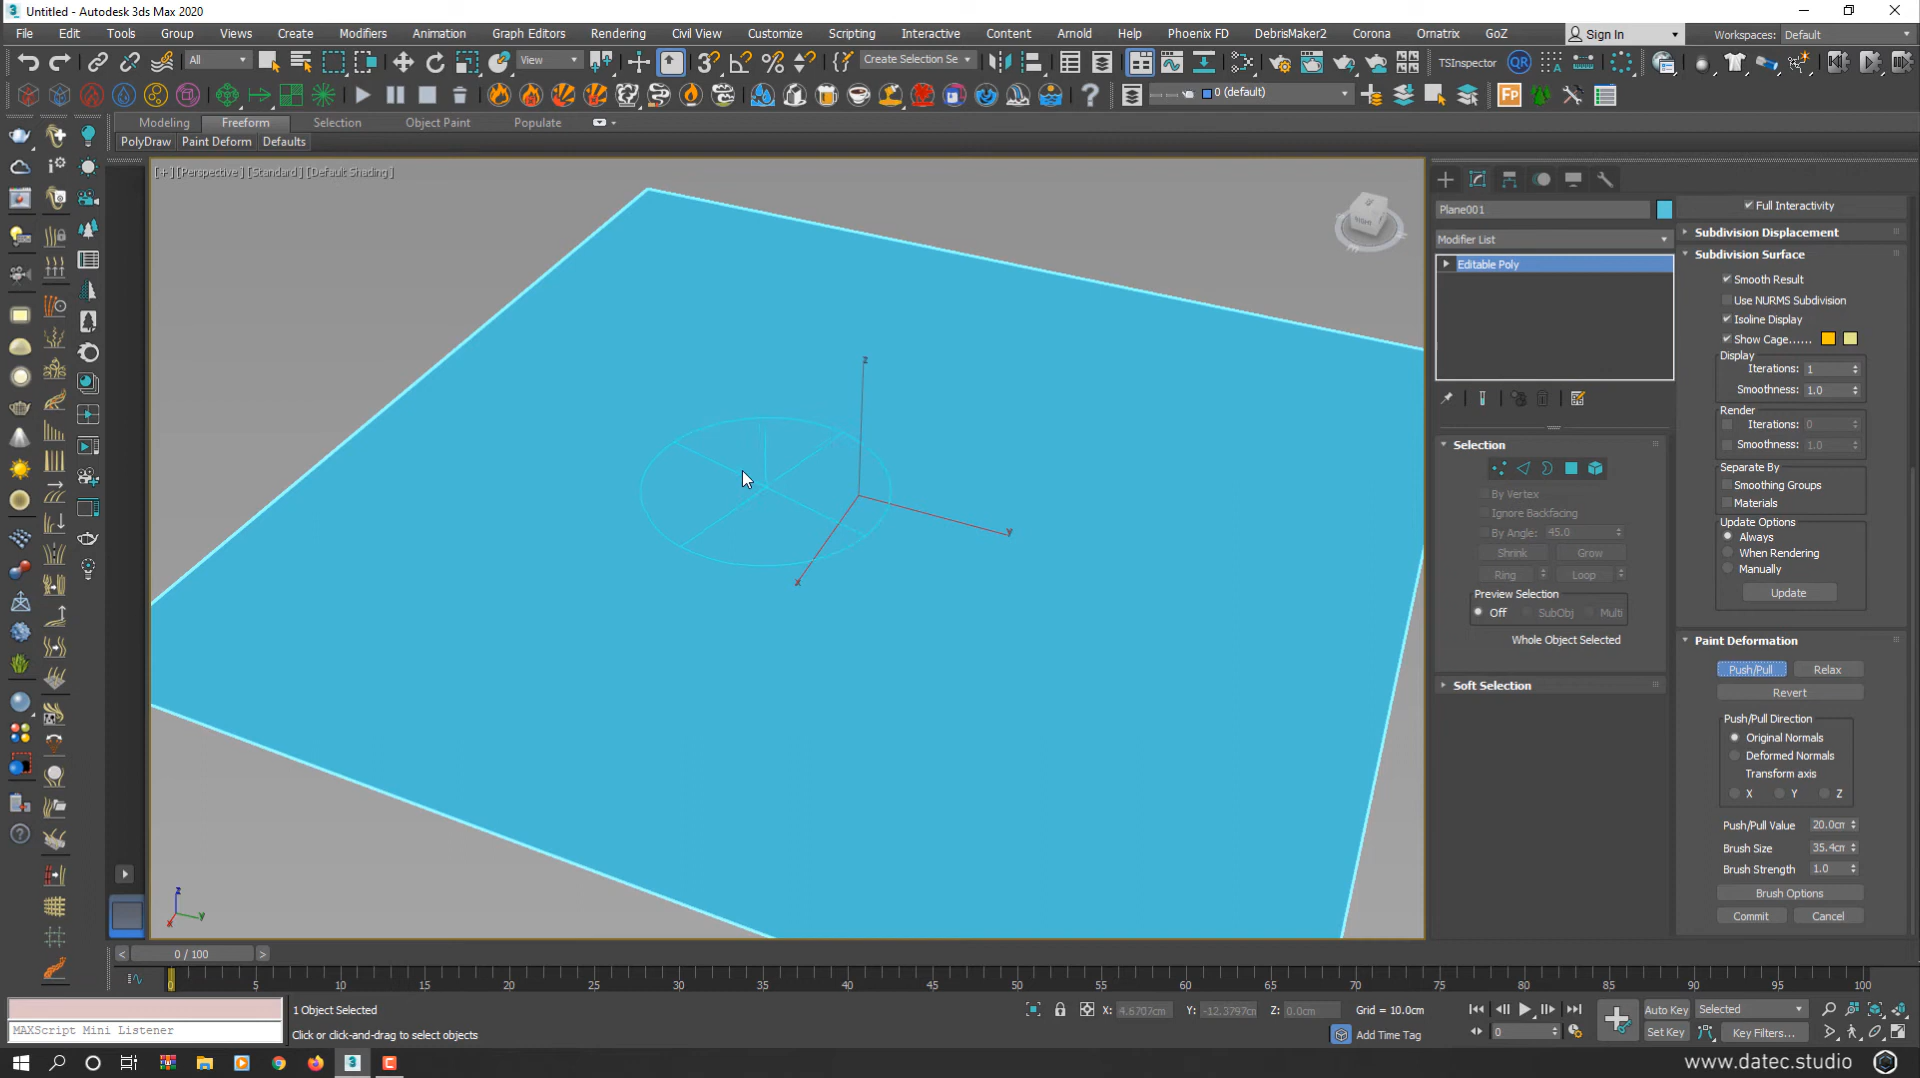 Untitled - Autodesk 3ds Max 2020
File Edit Tools Group Views Create Modifiers Animation Graph Editors Rendering Civil View Customize Scripting Interactive Content Arnold Help Phoenix FD DebrisMaker2 Corona Ornatrix GoZ Sign In Workspaces: Default
All View Create Selection Se TSInspector QR
0 (default) Fp
Modeling Freeform Selection Object Paint Populate
PolyDraw Paint Deform Defaults
[+] [Perspective] [Standard] [Default Shading]
RIGHT
z
y
x
z
y
x
Plane001
Modifier List
Editable Poly
Selection
By Vertex
Ignore Backfacing
By Angle: 45.0
Shrink Grow
Ring Loop
Preview Selection
Off SubObj Multi
Whole Object Selected
Soft Selection
Full Interactivity
Subdivision Displacement
Subdivision Surface
Smooth Result
Use NURMS Subdivision
Isoline Display
Show Cage......
Display
Iterations: 1
Smoothness: 1.0
Render
Iterations: 0
Smoothness: 1.0
Separate By
Smoothing Groups
Materials
Update Options
Always
When Rendering
Manually
Update
Paint Deformation
Push/Pull Relax
Revert
Push/Pull Direction
Original Normals
Deformed Normals
Transform axis
X Y Z
Push/Pull Value 20.0cm
Brush Size 35.4cm
Brush Strength 1.0
Brush Options
Commit Cancel
< 0 / 100 >
0 5 10 15 20 25 30 35 40 45 50 55 60 65 70 75 80 85 90 95 100
1 Object Selected X: 4.6707cm Y: -12.3797cm Z: 0.0cm Grid = 10.0cm Auto Key Selected
MAXScript Mini Listener Click or click-and-drag to select objects Add Time Tag 0 Set Key Key Filters...
www.datec.studio